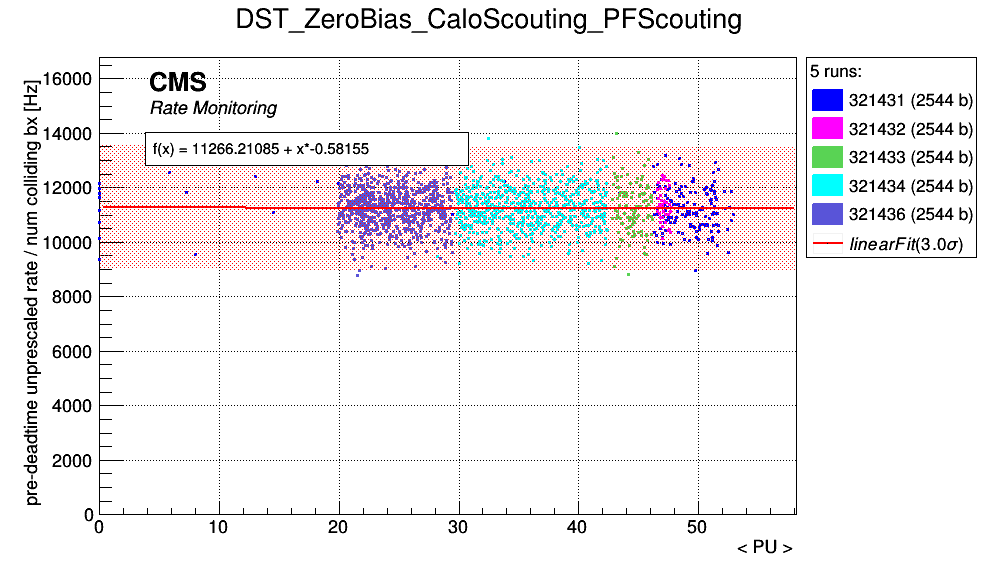 DST_ZeroBias_CaloScouting_PFScouting
pre-deadtime unprescaled rate / num colliding bx [Hz]
16000
14000
12000
10000
8000
6000
4000
2000
0
CMS
Rate Monitoring
f(x) = 11266.21085 + x*-0.58155
0
10
20
30
40
50
< PU >
5 runs:
321431 (2544 b)
321432 (2544 b)
321433 (2544 b)
321434 (2544 b)
321436 (2544 b)
linearFit(3.0σ)